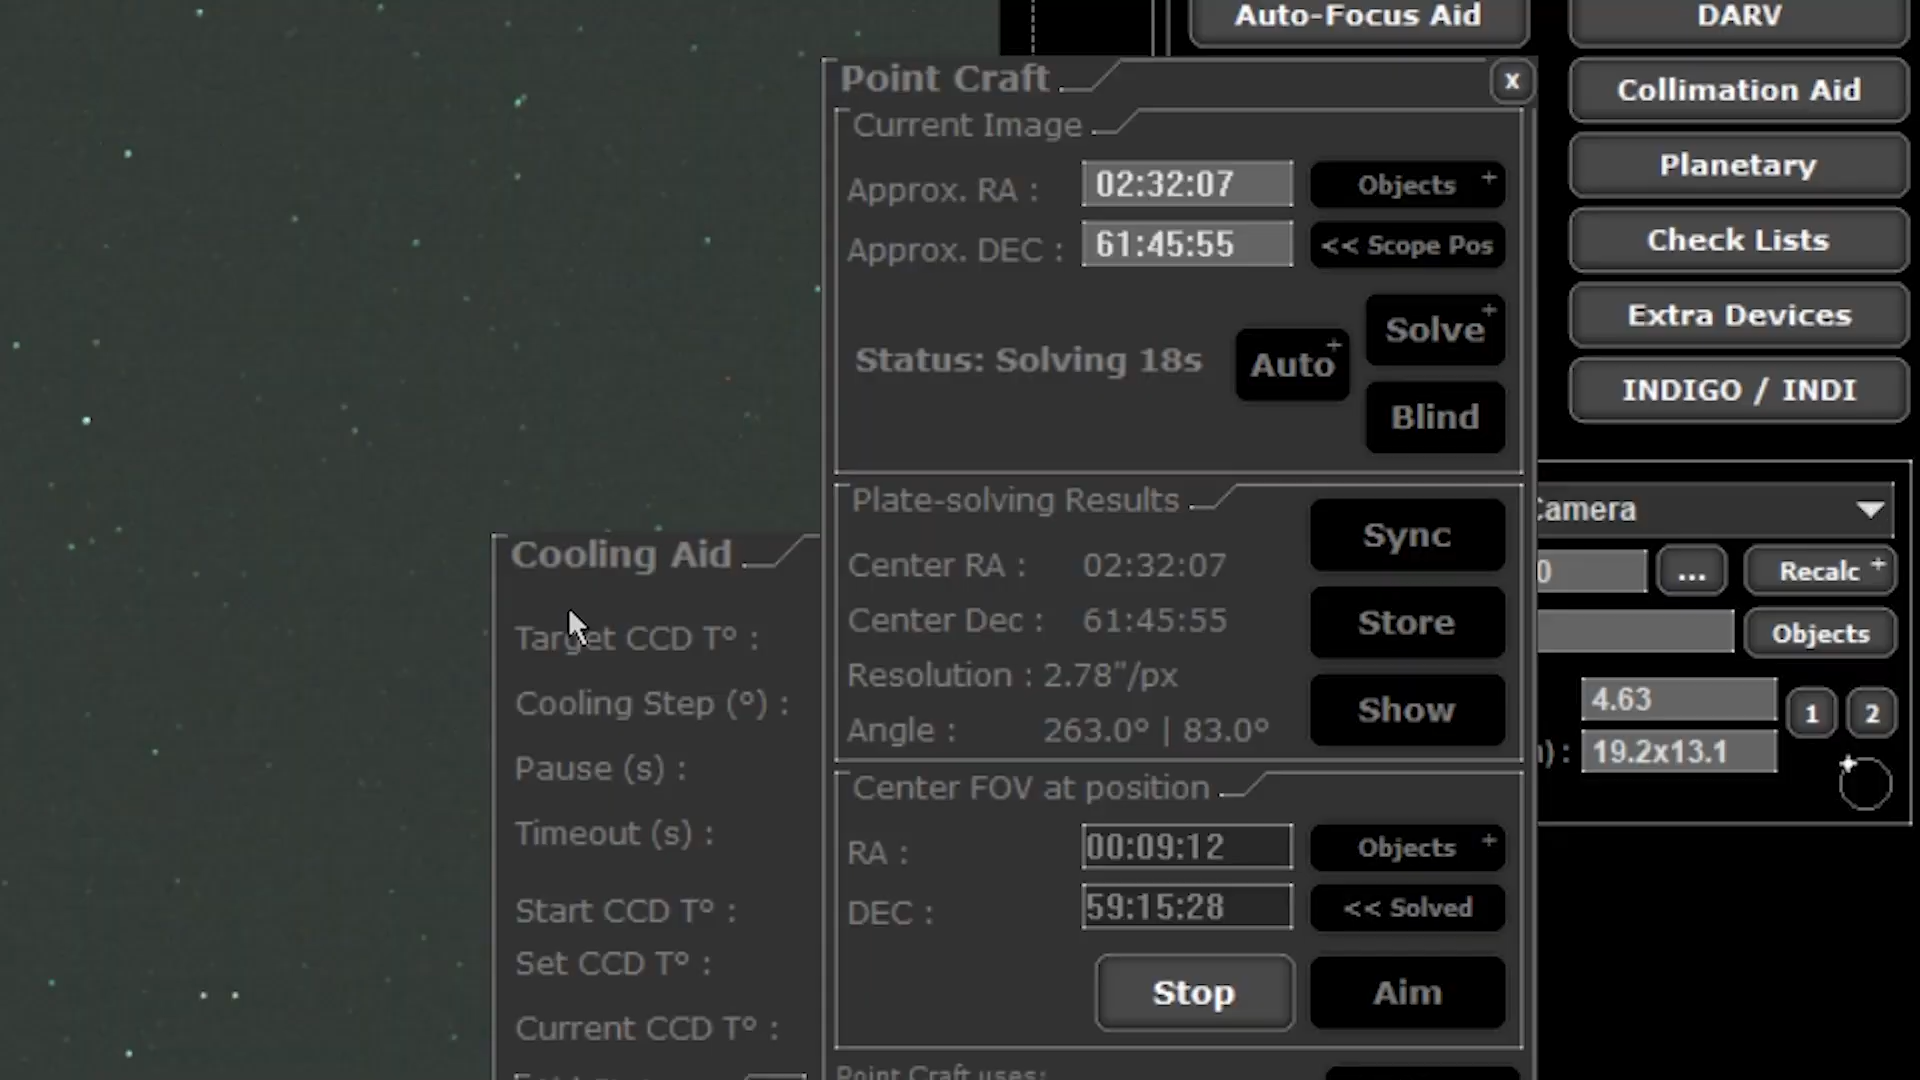 Auto-Focus Aid
DARV
Point Craft
x
Collimation Aid
Current Image
Approx. RA : 02:32:07 Objects +
Planetary
Approx. DEC : 61:45:55 << Scope Pos
Check Lists
Solve +
Extra Devices
Status: Solving 18s Auto +
Blind
INDIGO / INDI
Plate-solving Results
Sync
Camera
Cooling Aid
Center RA : 02:32:07
0 ... Recalc +
Target CCD T° :
Center Dec : 61:45:55 Store
Objects
Cooling Step (°) :
Resolution : 2.78"/px
4.63 1 2
Angle : 263.0° | 83.0° Show
) : 19.2x13.1
Pause (s) :
Center FOV at position
Timeout (s) :
RA : 00:09:12 Objects +
Start CCD T° :
DEC : 59:15:28 << Solved
Set CCD T° :
Stop Aim
Current CCD T° :
Point Craft uses: